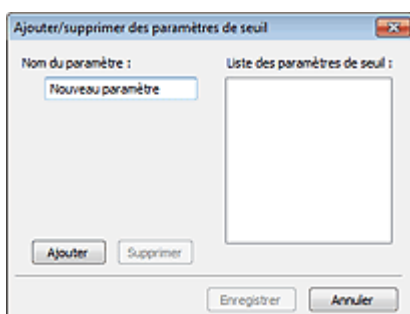 Ajouter/supprimer des paramètres de seuil
Nom du paramètre :
Liste des paramètres de seuil :
Nouveau paramètre
Ajouter
Supprimer
Enregistrer
Annuler